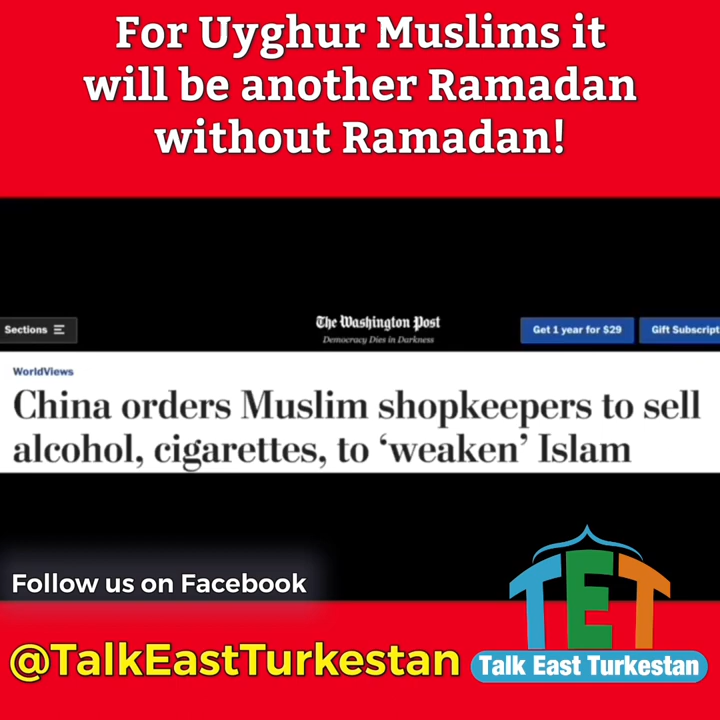 For Uyghur Muslims it
will be another Ramadan
without Ramadan!
Sections
The Washington Post
Democracy Dies in Darkness
Get 1 year for $29
Gift Subscript
WorldViews
China orders Muslim shopkeepers to sell
alcohol, cigarettes, to ‘weaken’ Islam
Follow us on Facebook
@TalkEastTurkestan
TET
Talk East Turkestan